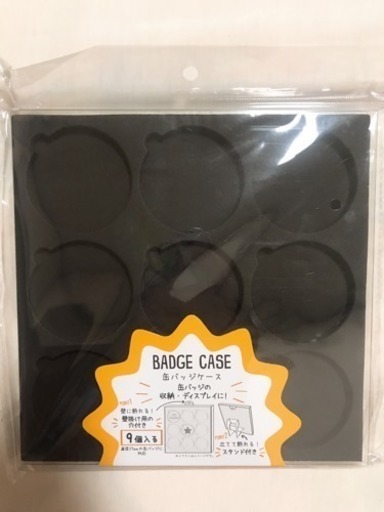 BADGE CASE
缶バッジケース
缶バッジの
収納・ディスプレイに!
壁に飾れる!
壁掛け用の
穴付き
9個入る
立てて飾れる!
スタンド付き